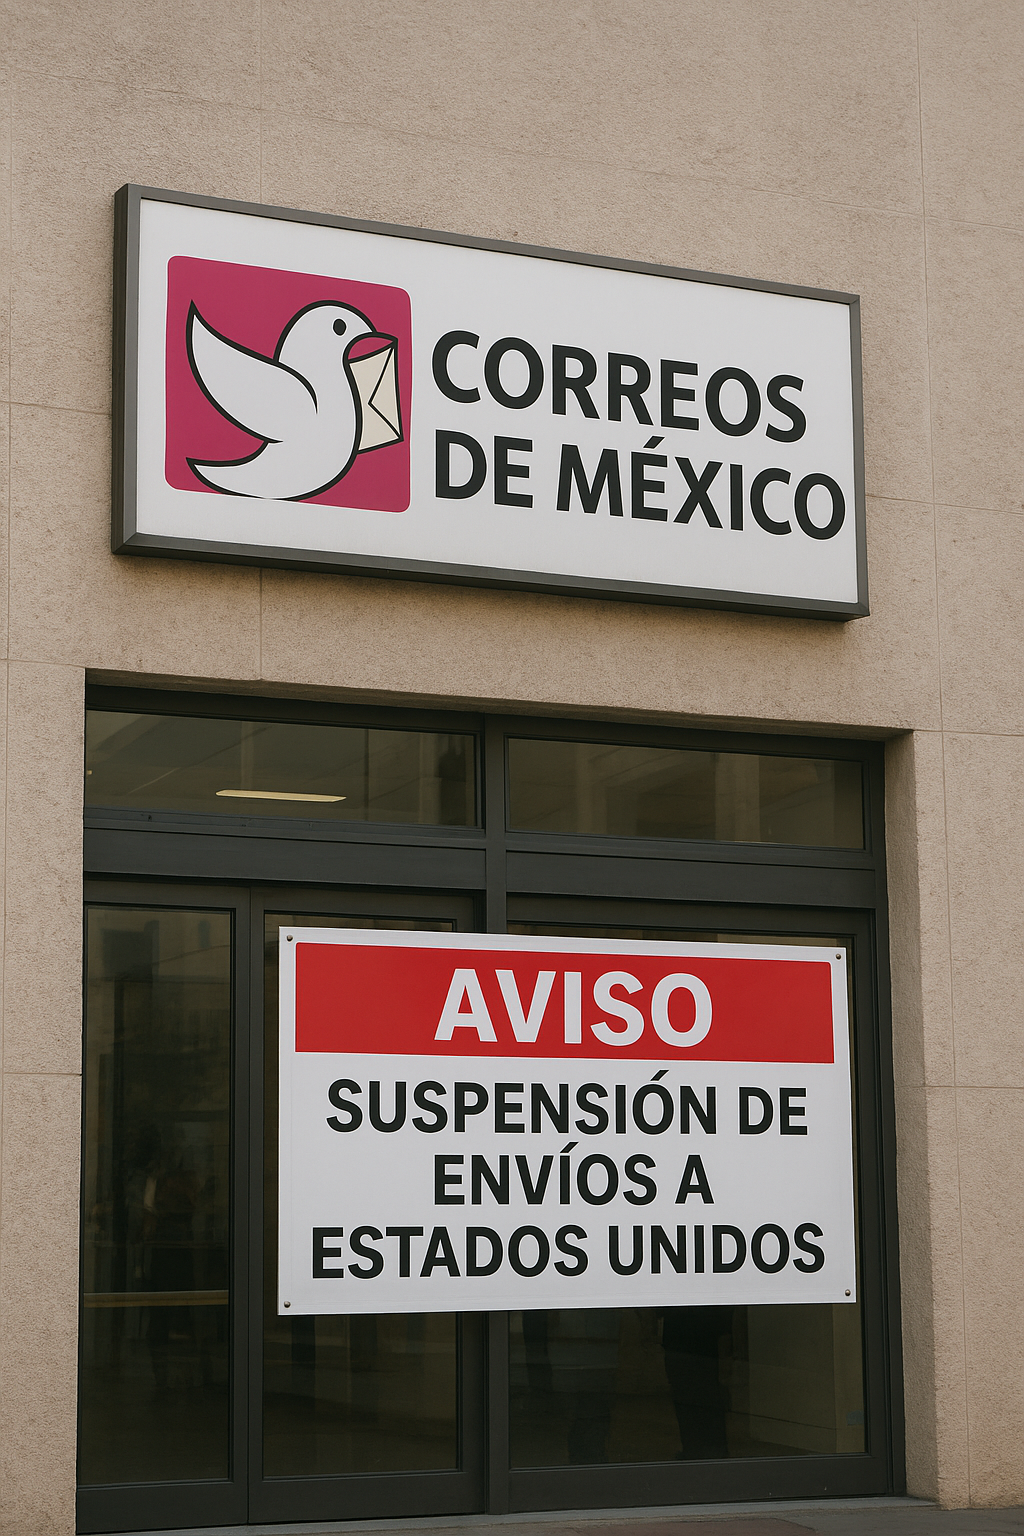 CORREOS
DE MÉXICO
AVISO
SUSPENSIÓN DE
ENVÍOS A
ESTADOS UNIDOS